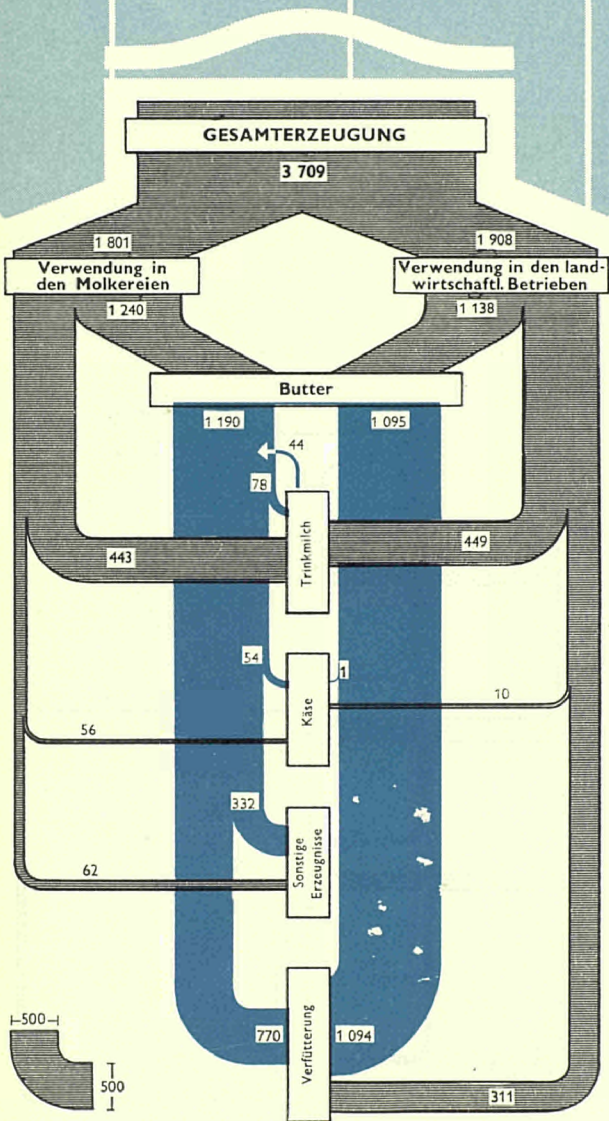 GESAMTERZEUGUNG
3 709
1 801
1 908
Verwendung in
den Molkereien
Verwendung in den land-
wirtschaftl. Betrieben
1 240
1 138
Butter
1 190
1 095
44
78
Trinkmilch
443
449
54
1
Käse
10
56
332
Sonstige
Erzeugnisse
62
770
1 094
Verfütterung
500
500
311